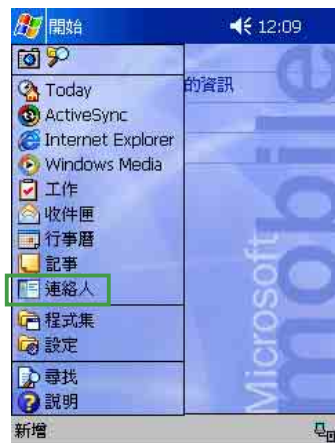 開始 12:09
Today
的資訊
ActiveSync
Internet Explorer
Windows Media
工作
收件匣
行事曆
記事
連絡人
程式集
設定
尋找
說明
新增
Microsoft
mobile